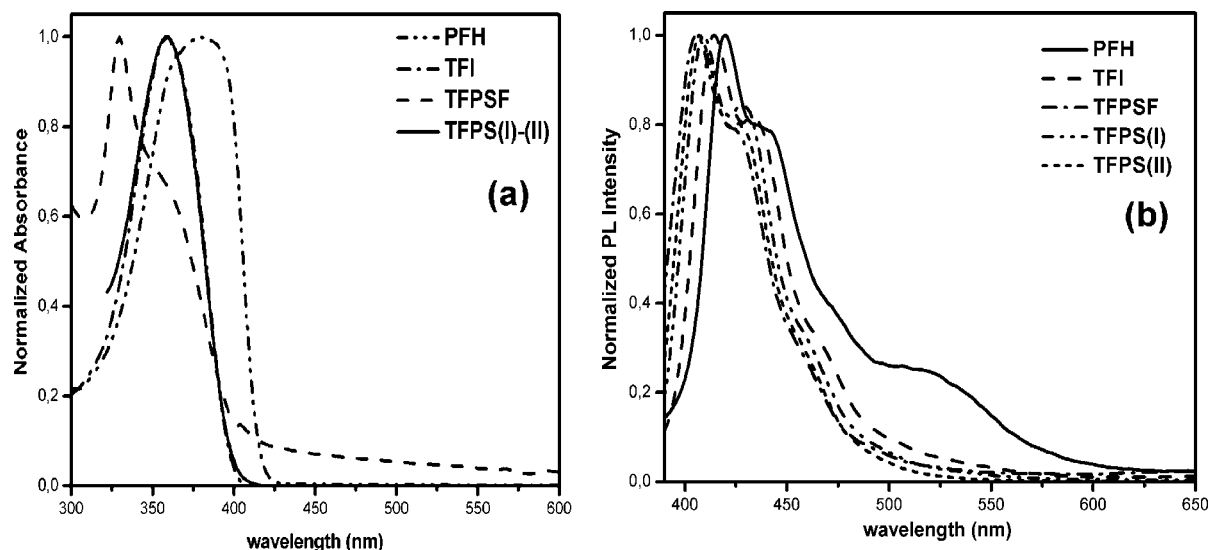 PFH
TFI
TFPSF
TFPS(I)-(II)
(a)
Normalized Absorbance
1,0
0,8
0,6
0,4
0,2
0,0
300 350 400 450 500 550 600
wavelength (nm)
PFH
TFI
TFPSF
TFPS(I)
TFPS(II)
(b)
Normalized PL Intensity
1,0
0,8
0,6
0,4
0,2
0,0
400 450 500 550 600 650
wavelength (nm)